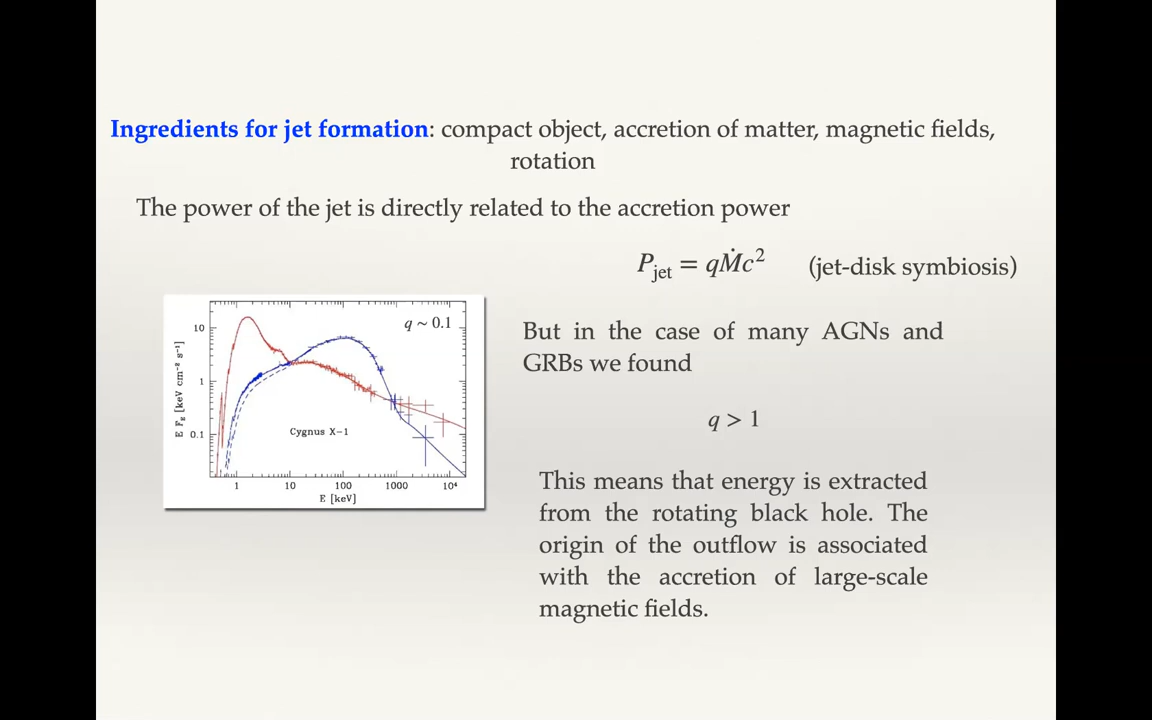 Ingredients for jet formation: compact object, accretion of matter, magnetic fields,
rotation
The power of the jet is directly related to the accretion power
P_jet = qṀc² (jet-disk symbiosis)
q ~ 0.1
10
1
0.1
E F_E [keV cm⁻² s⁻¹]
Cygnus X-1
1 10 100 1000 10⁴
E [keV]
But in the case of many AGNs and
GRBs we found
q > 1
This means that energy is extracted
from the rotating black hole. The
origin of the outflow is associated
with the accretion of large-scale
magnetic fields.